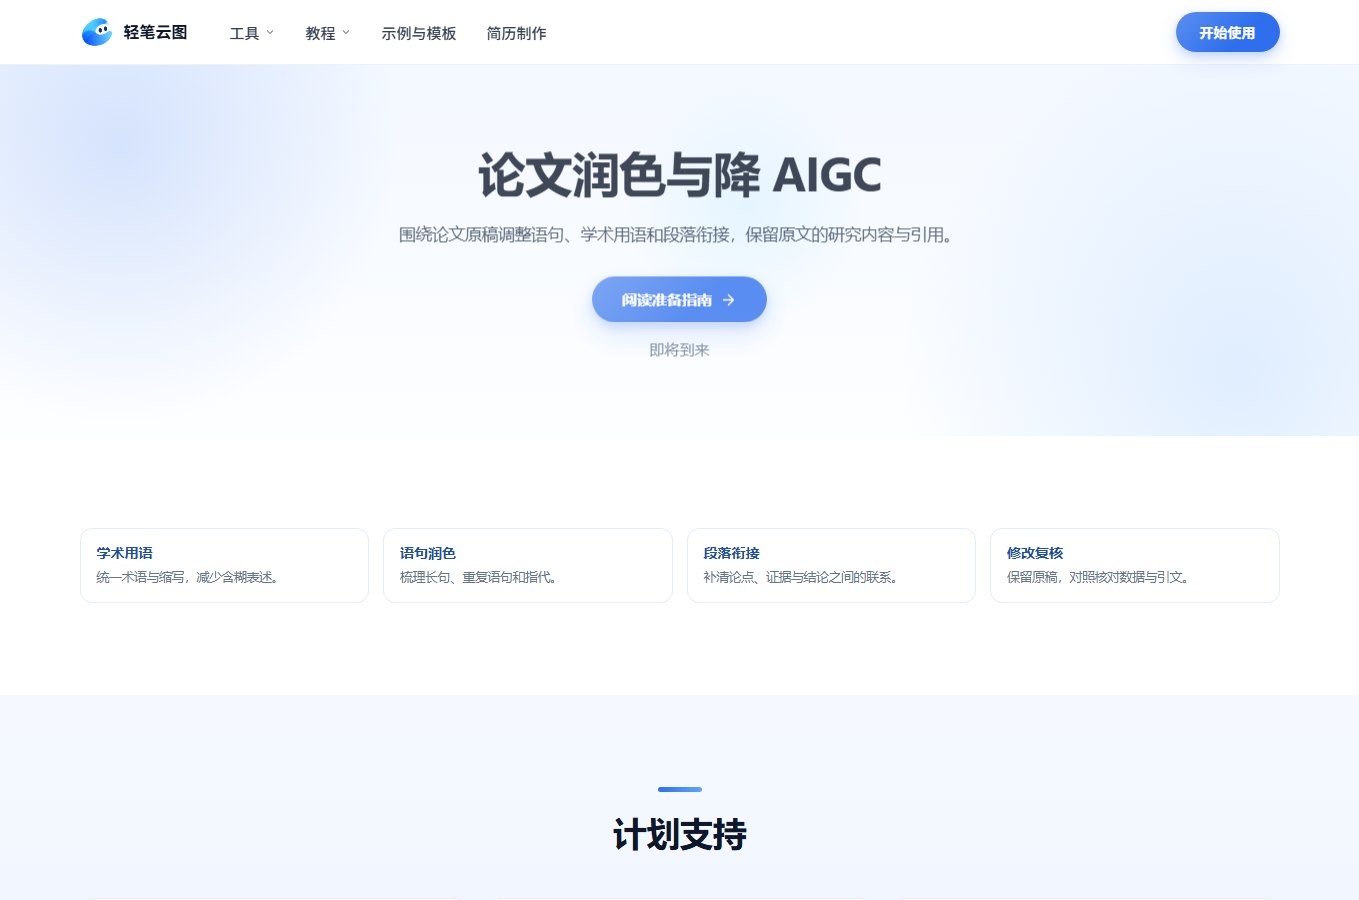 轻笔云图
工具
教程
示例与模板
简历制作
开始使用
论文润色与降 AIGC
围绕论文原稿调整语句、学术用语和段落衔接，保留原文的研究内容与引用。
阅读准备指南 →
即将到来
学术用语
统一术语与缩写，减少含糊表述。
语句润色
梳理长句、重复语句和指代。
段落衔接
补清论点、证据与结论之间的联系。
修改复核
保留原稿，对照核对数据与引文。
计划支持